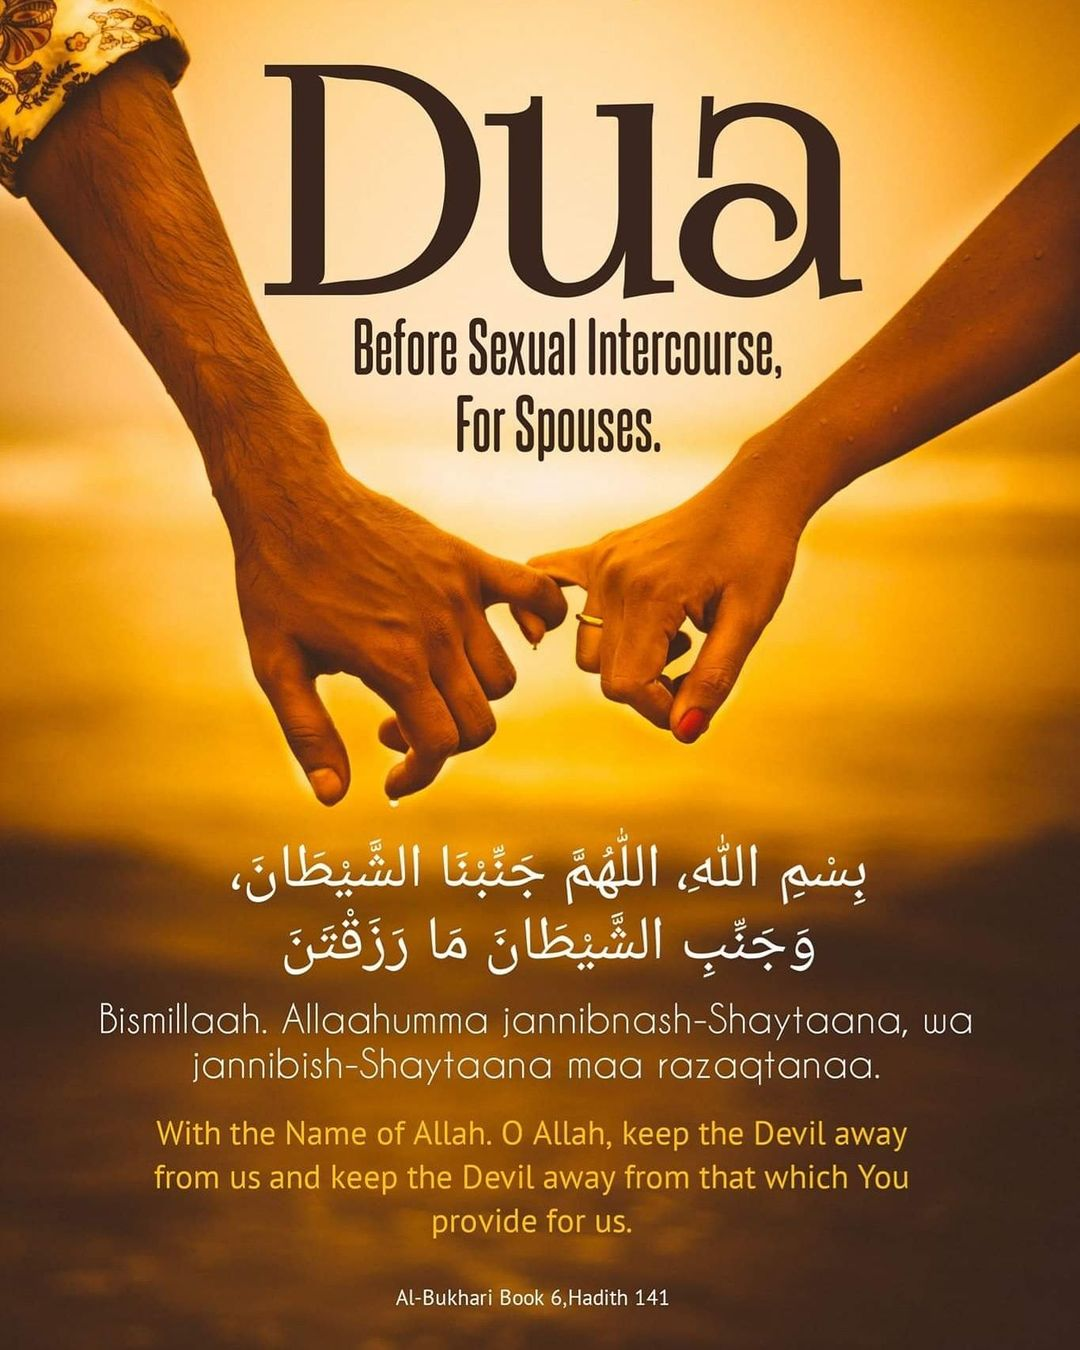 Dua
Before Sexual Intercourse,
For Spouses.
بِسْمِ اللهِ، اللَّهُمَّ جَنِّبْنَا الشَّيْطَانَ،
وَجَنِّبِ الشَّيْطَانَ مَا رَزَقْتَنَ
Bismillaah. Allaahumma jannibnash-Shaytaana, wa
jannibish-Shaytaana maa razaqtanaa.
With the Name of Allah. O Allah, keep the Devil away
from us and keep the Devil away from that which You
provide for us.
Al-Bukhari Book 6,Hadith 141